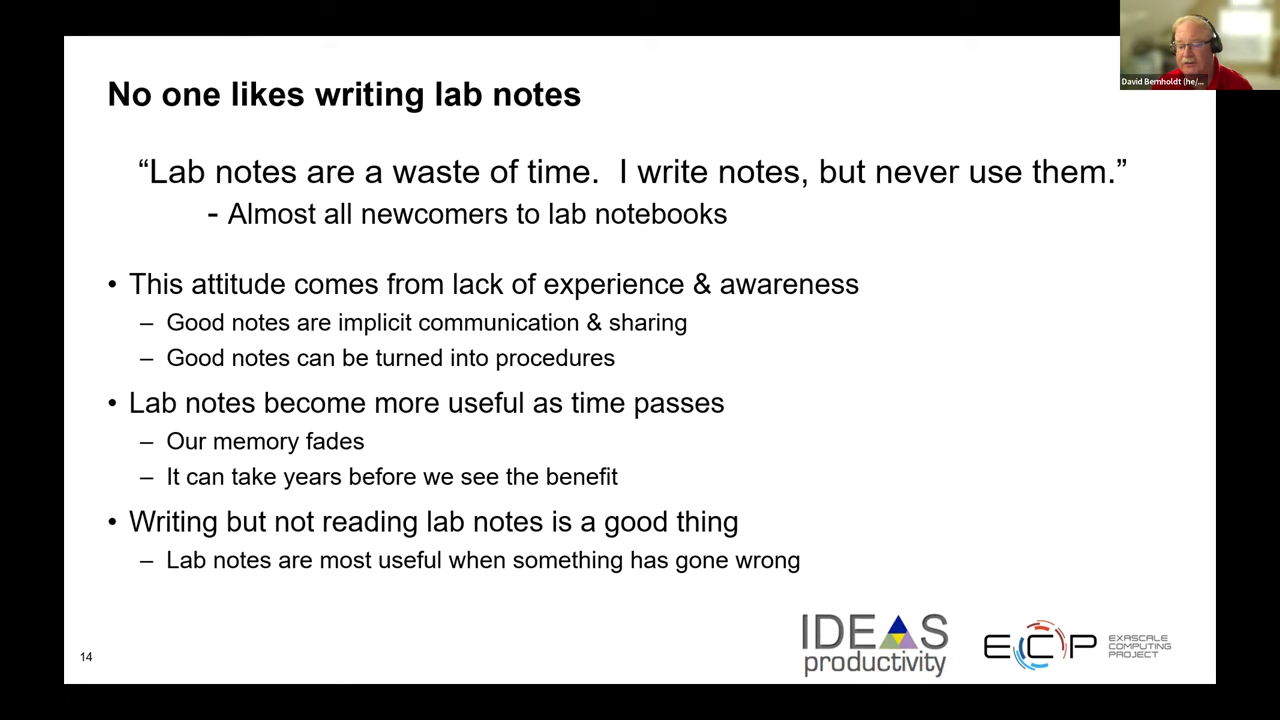 David Bernholdt (he/...
No one likes writing lab notes
“Lab notes are a waste of time.  I write notes, but never use them.”
- Almost all newcomers to lab notebooks
• This attitude comes from lack of experience & awareness
– Good notes are implicit communication & sharing
– Good notes can be turned into procedures
• Lab notes become more useful as time passes
– Our memory fades
– It can take years before we see the benefit
• Writing but not reading lab notes is a good thing
– Lab notes are most useful when something has gone wrong
14
IDEAS
productivity
ECP
EXASCALE
COMPUTING
PROJECT